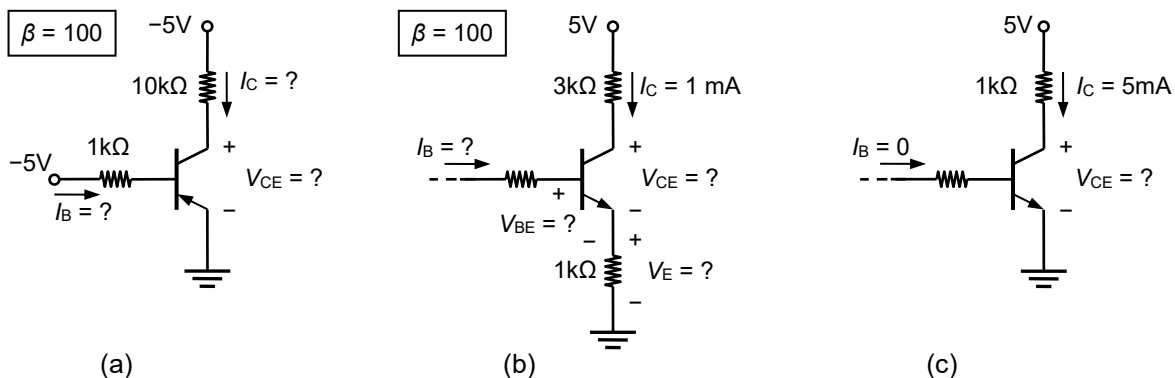 β = 100
−5V
10kΩ
I_C = ?
1kΩ
−5V
+
V_CE = ?
I_B = ?
−
(a)
β = 100
5V
3kΩ
I_C = 1 mA
I_B = ?
+
V_CE = ?
+
V_BE = ?
−
−
+
1kΩ
V_E = ?
−
(b)
5V
1kΩ
I_C = 5mA
I_B = 0
+
V_CE = ?
−
(c)